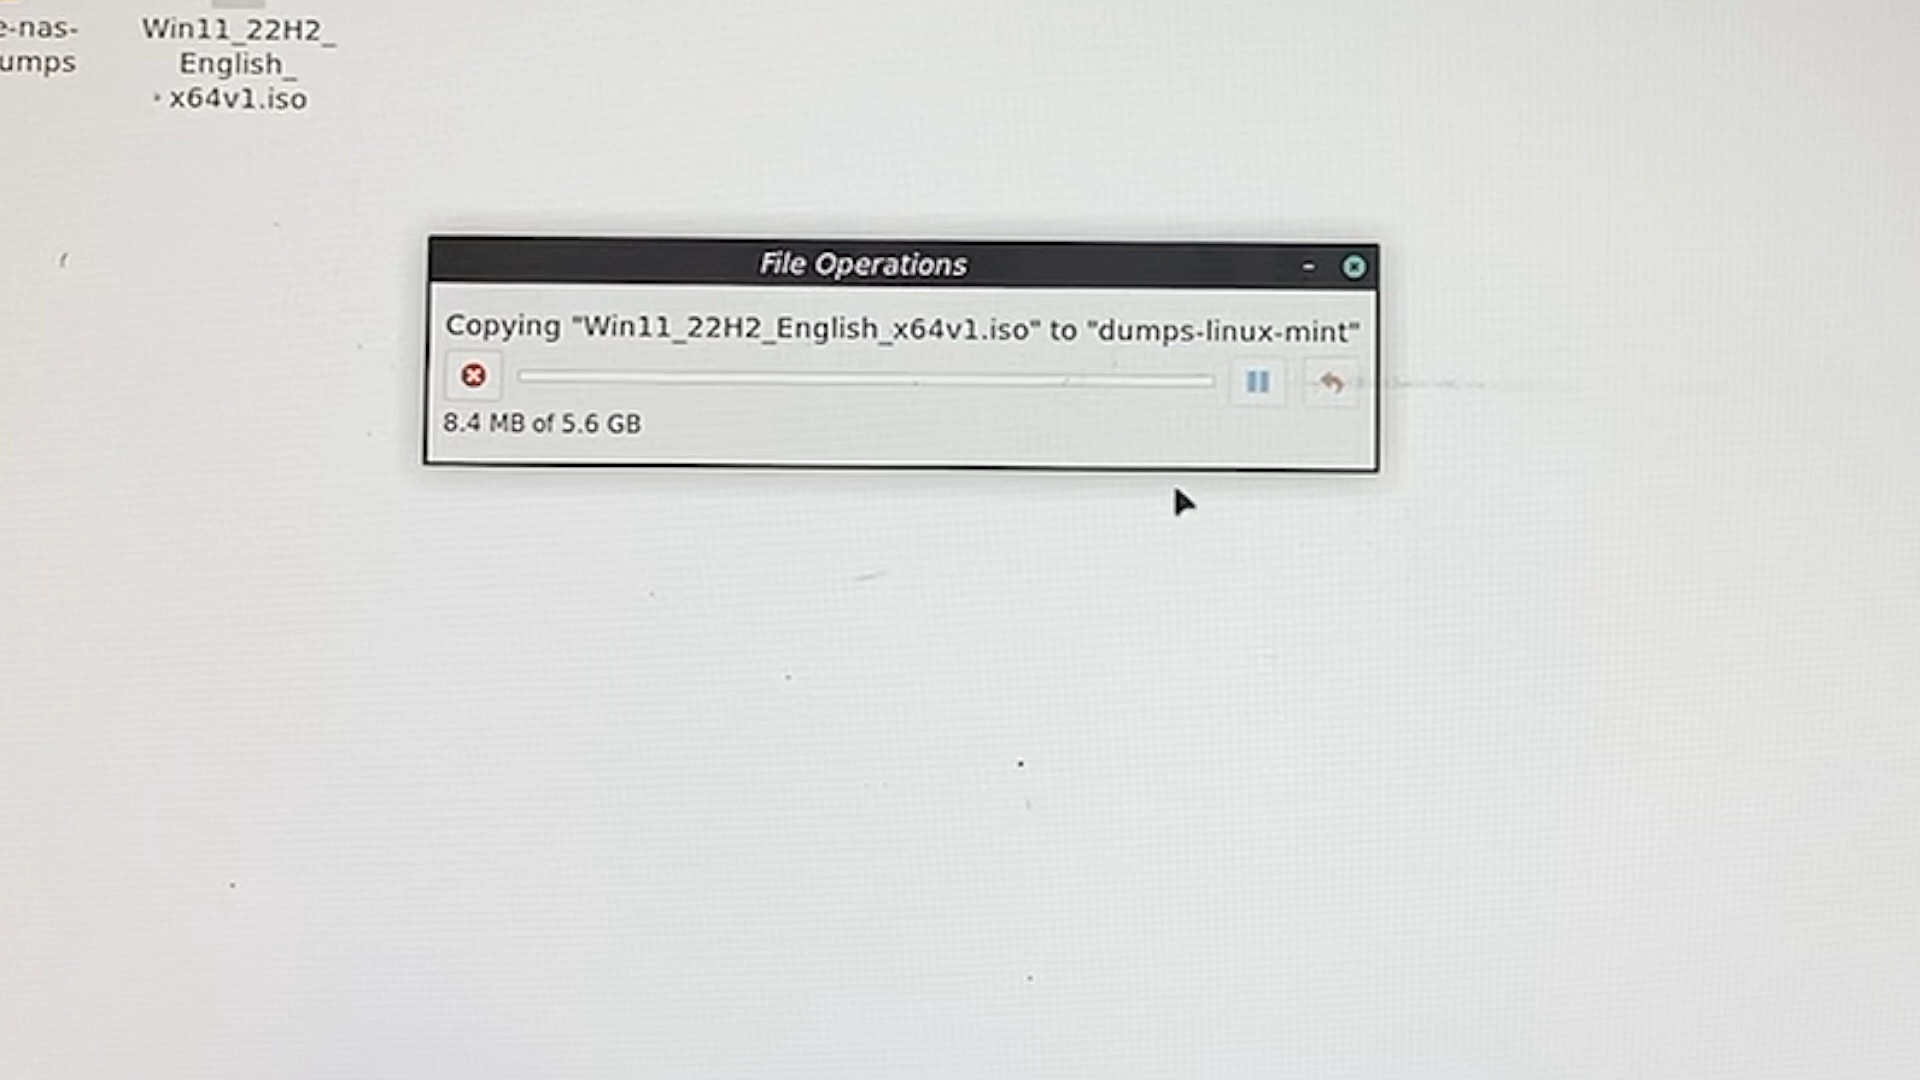 e-nas-
umps
Win11_22H2_
English_
x64v1.iso
File Operations
Copying "Win11_22H2_English_x64v1.iso" to "dumps-linux-mint"
8.4 MB of 5.6 GB